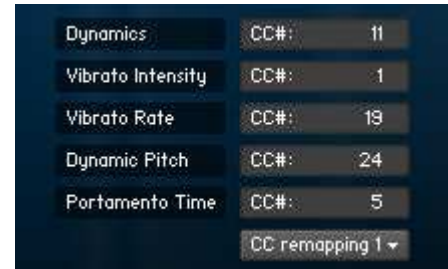 Dynamics CC#: 11
Vibrato Intensity CC#: 1
Vibrato Rate CC#: 19
Dynamic Pitch CC#: 24
Portamento Time CC#: 5
CC remapping 1